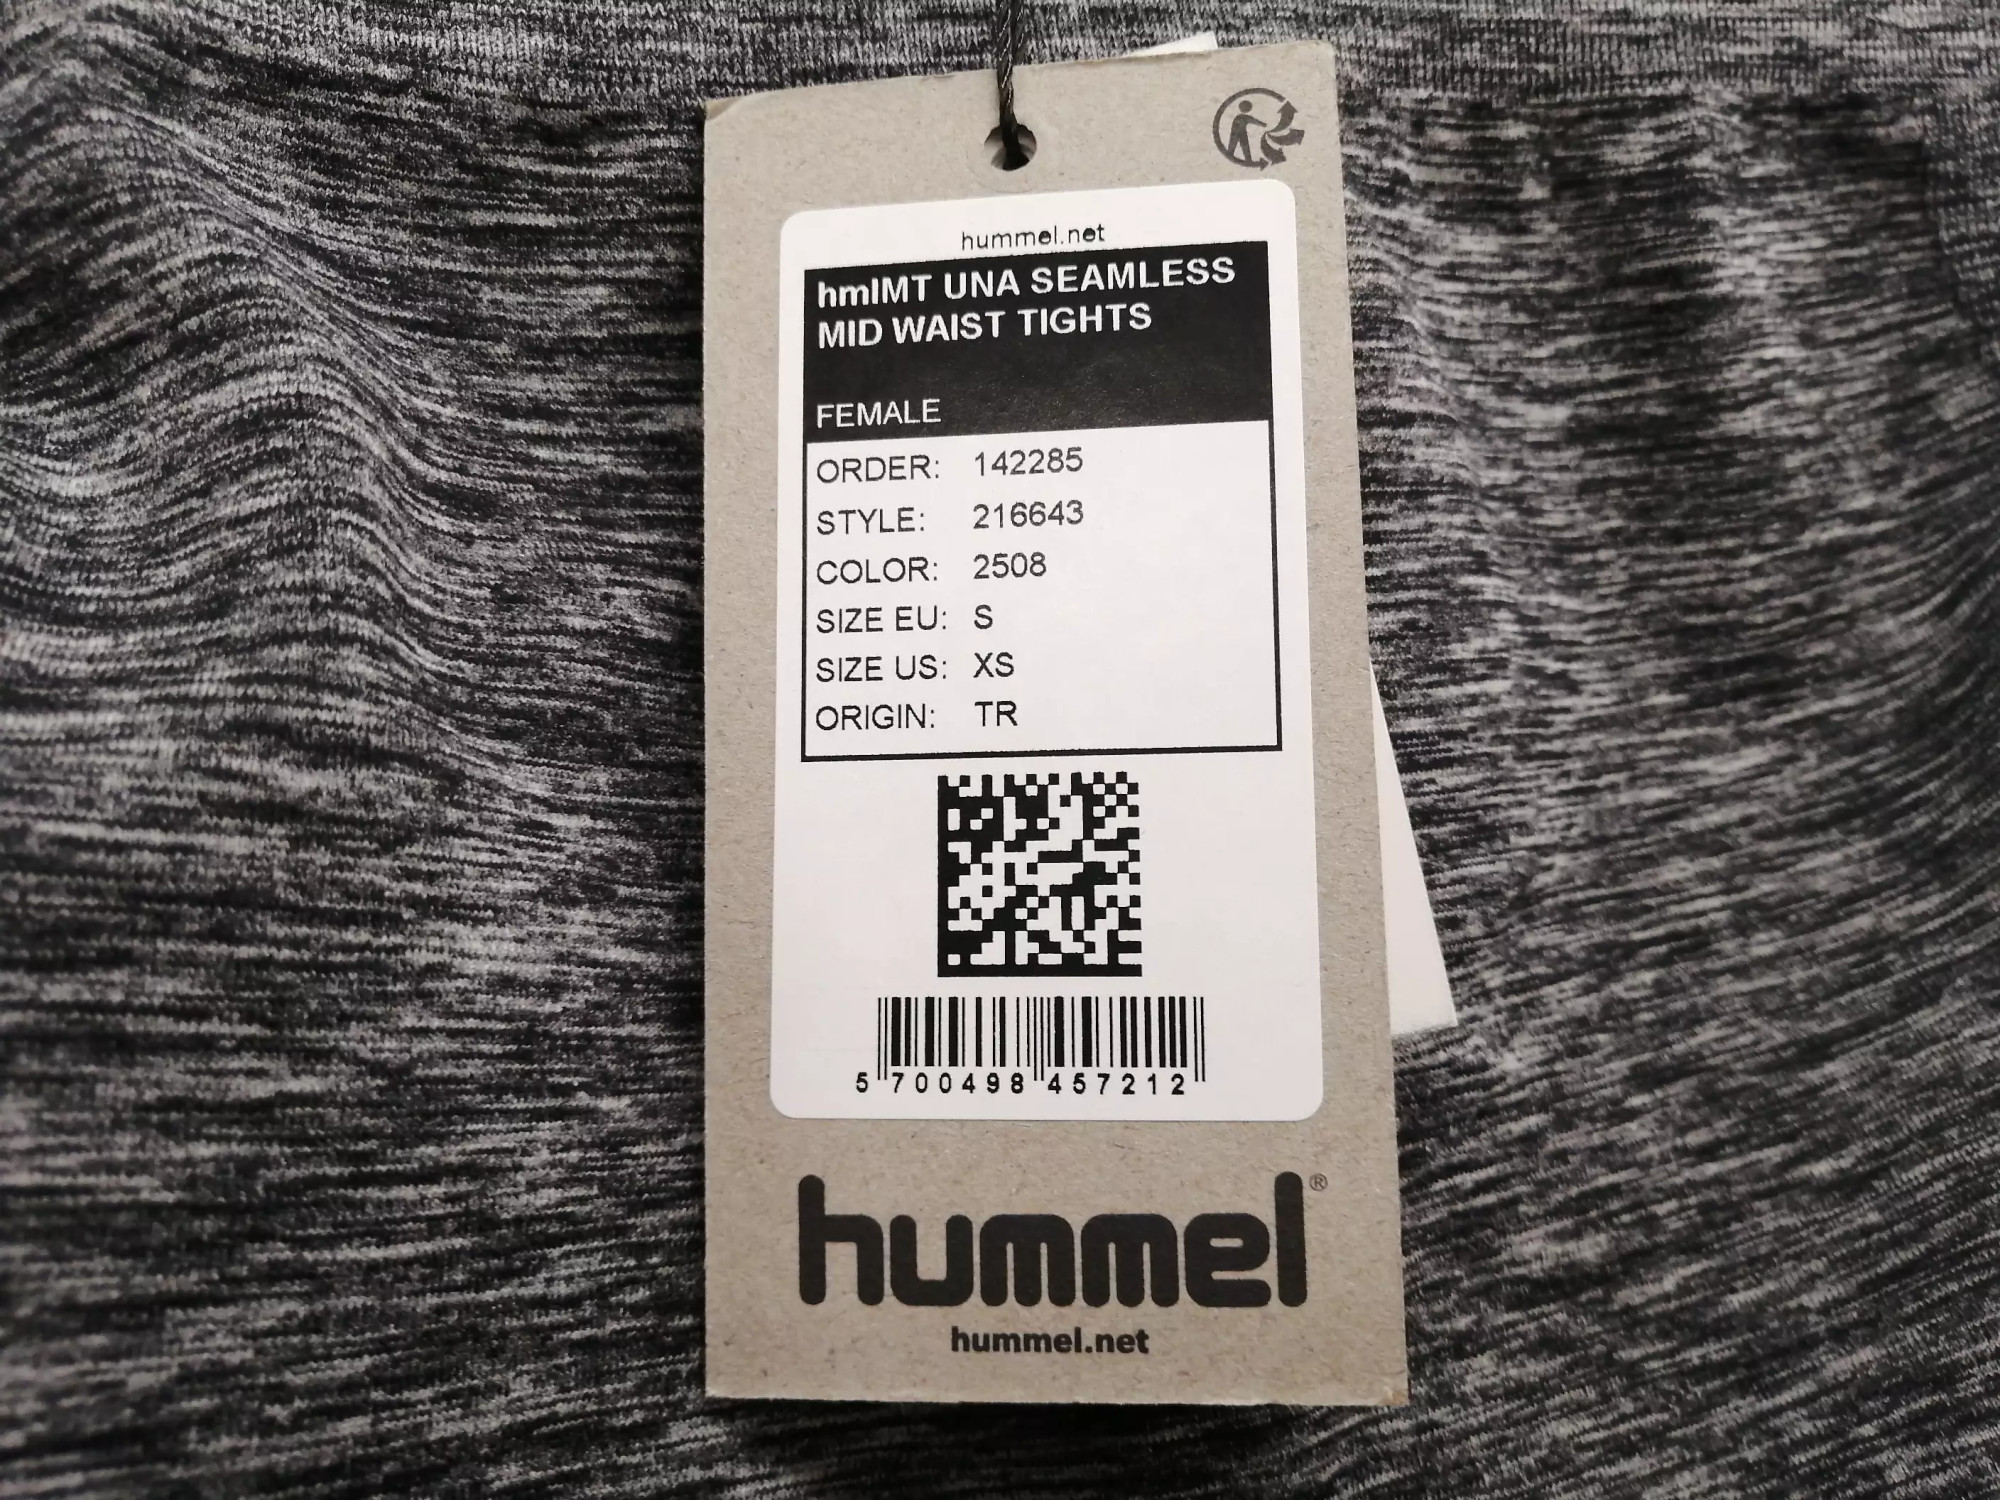 hummel.net
hmlMT UNA SEAMLESS
MID WAIST TIGHTS
FEMALE
ORDER: 142285
STYLE: 216643
COLOR: 2508
SIZE EU: S
SIZE US: XS
ORIGIN: TR
5 700498 457212
hummel®
hummel.net